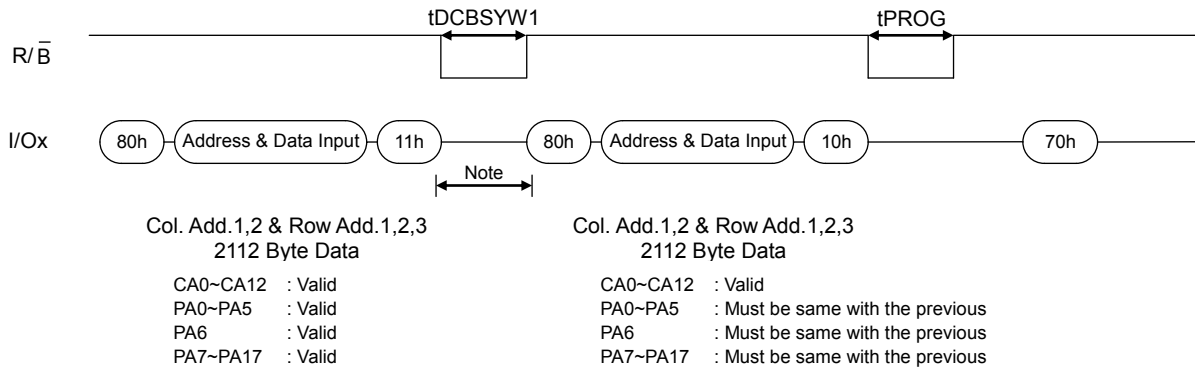 tDCBSYW1 tPROG
R/B̅
I/Ox 80h Address & Data Input 11h 80h Address & Data Input 10h 70h
Note
Col. Add.1,2 & Row Add.1,2,3 Col. Add.1,2 & Row Add.1,2,3
2112 Byte Data 2112 Byte Data
CA0~CA12 : Valid CA0~CA12 : Valid
PA0~PA5 : Valid PA0~PA5 : Must be same with the previous
PA6 : Valid PA6 : Must be same with the previous
PA7~PA17 : Valid PA7~PA17 : Must be same with the previous